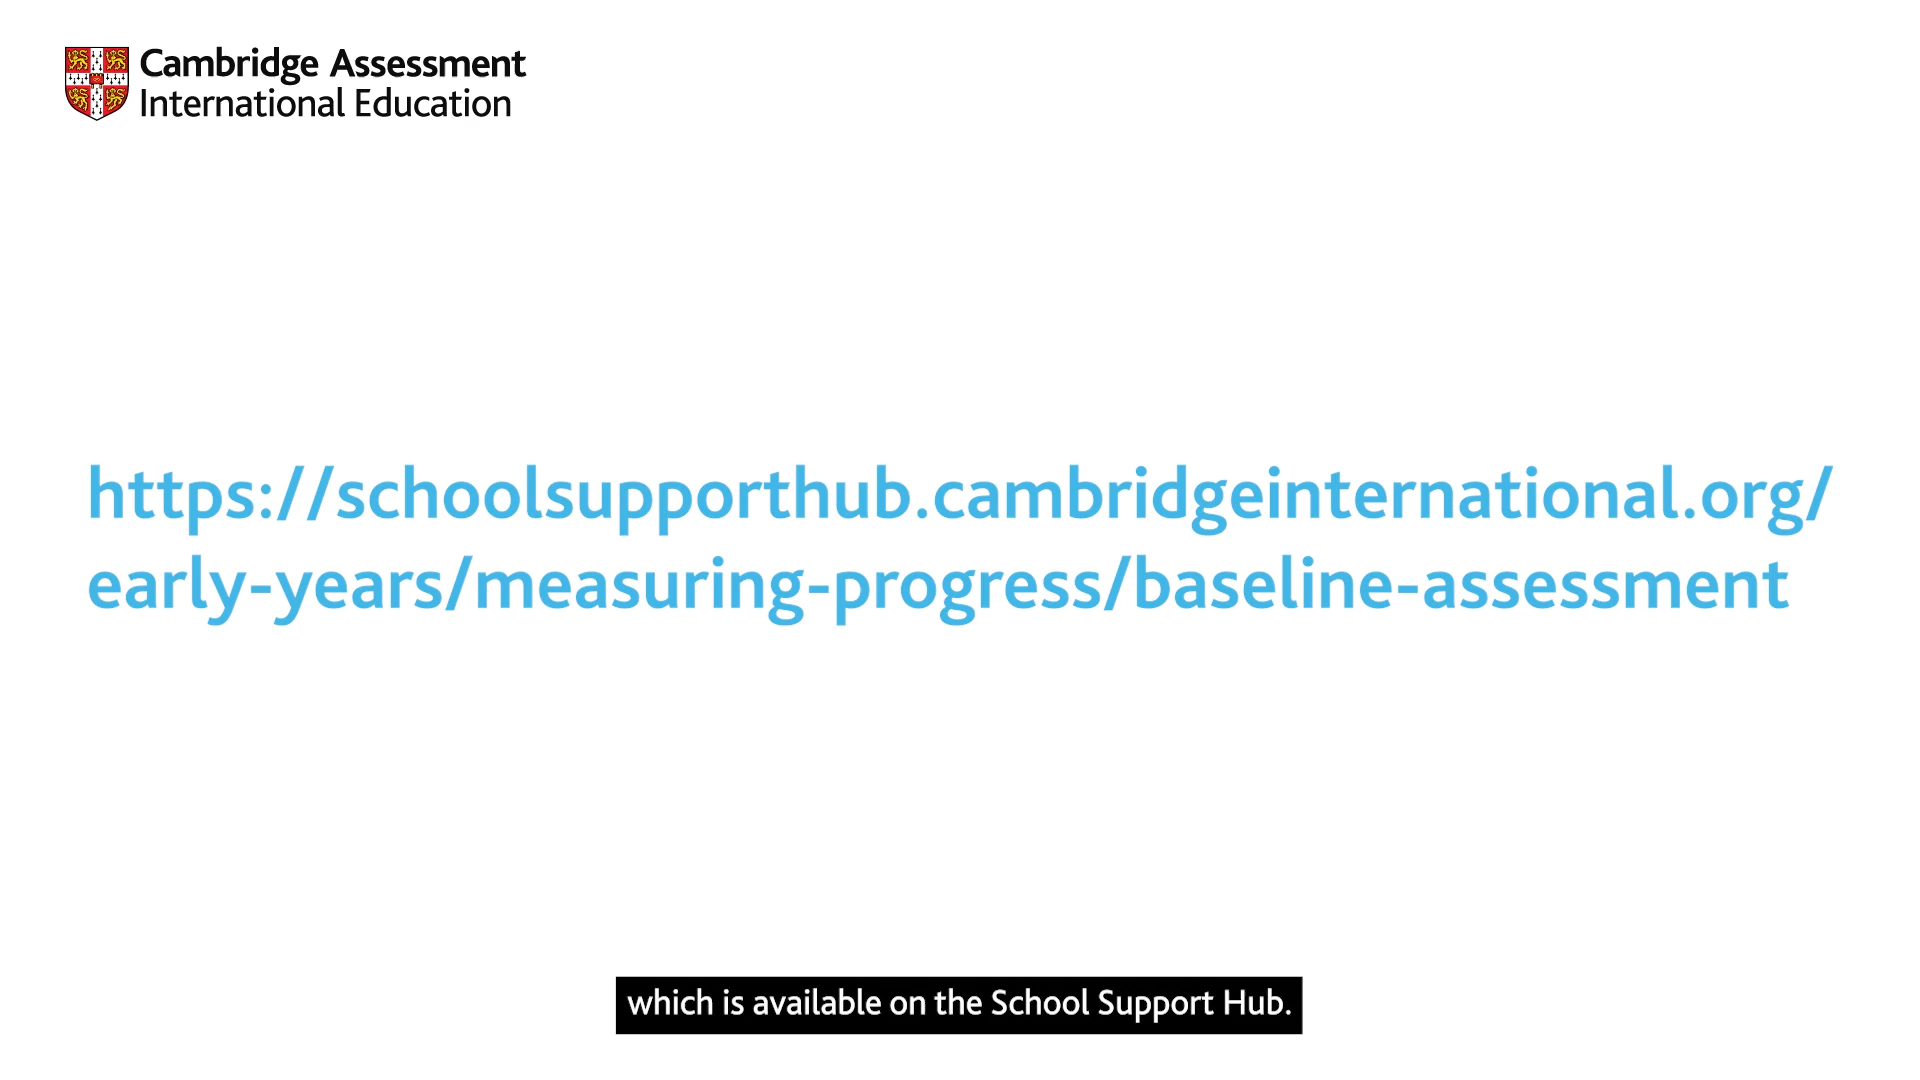 Cambridge Assessment
International Education
https://schoolsupporthub.cambridgeinternational.org/
early-years/measuring-progress/baseline-assessment
which is available on the School Support Hub.